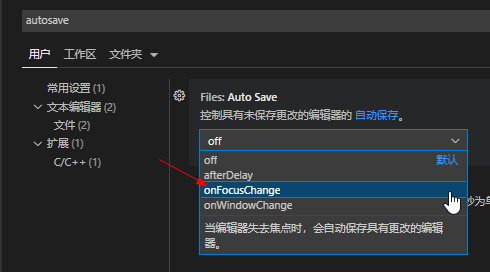 autosave
用户 工作区 文件夹
常用设置 (1)
文本编辑器 (2)
文件 (2)
扩展 (1)
C/C++ (1)
Files: Auto Save
控制具有未保存更改的编辑器的 自动保存。
off
off 默认
afterDelay
onFocusChange
onWindowChange
当编辑器失去焦点时，会自动保存具有更改的编辑器。